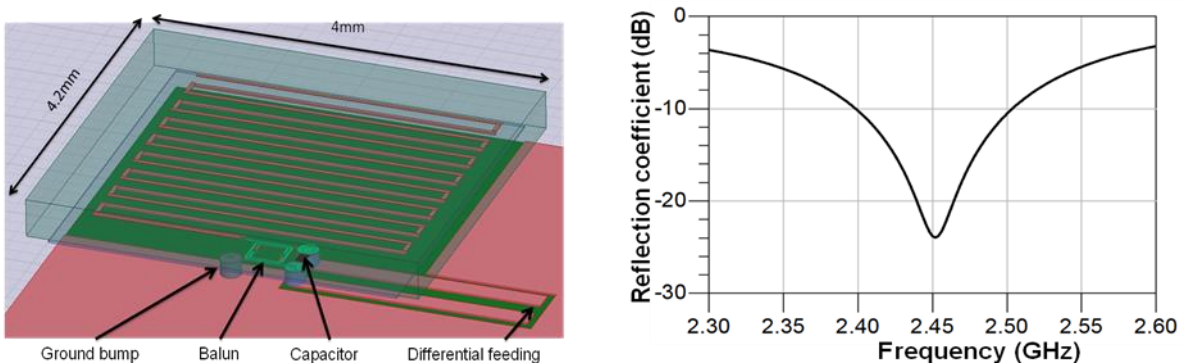 4mm
4.2mm
Ground bump
Balun
Capacitor
Differential feeding
Reflection coefficient (dB)
0
-10
-20
-30
2.30
2.35
2.40
2.45
2.50
2.55
2.60
Frequency (GHz)